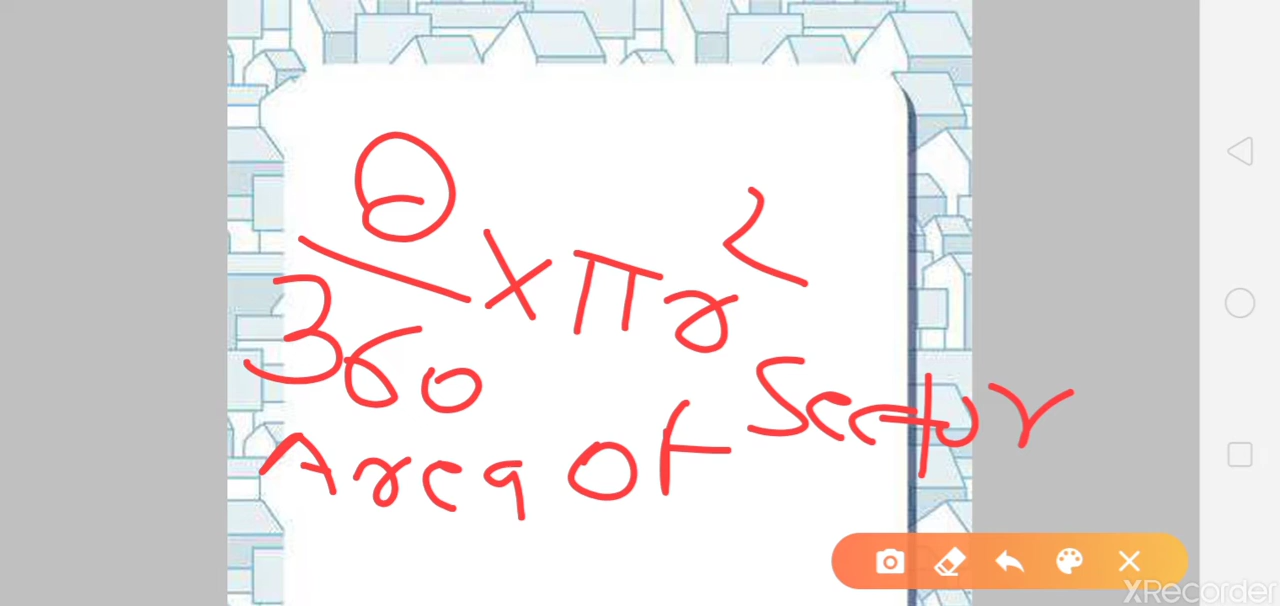 θ/360 × πr²
Area of Sector
XRecorder